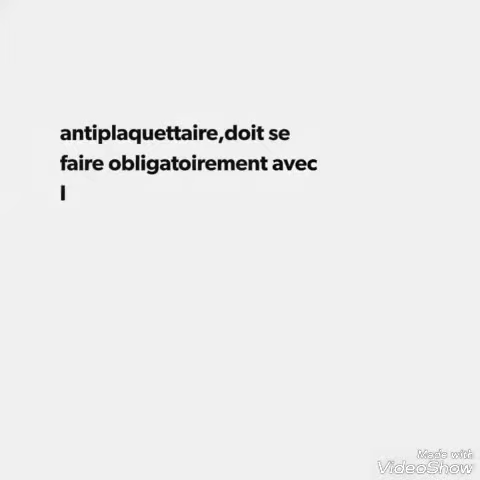 antiplaquettaire,doit se
faire obligatoirement avec
l
Made with
VideoShow